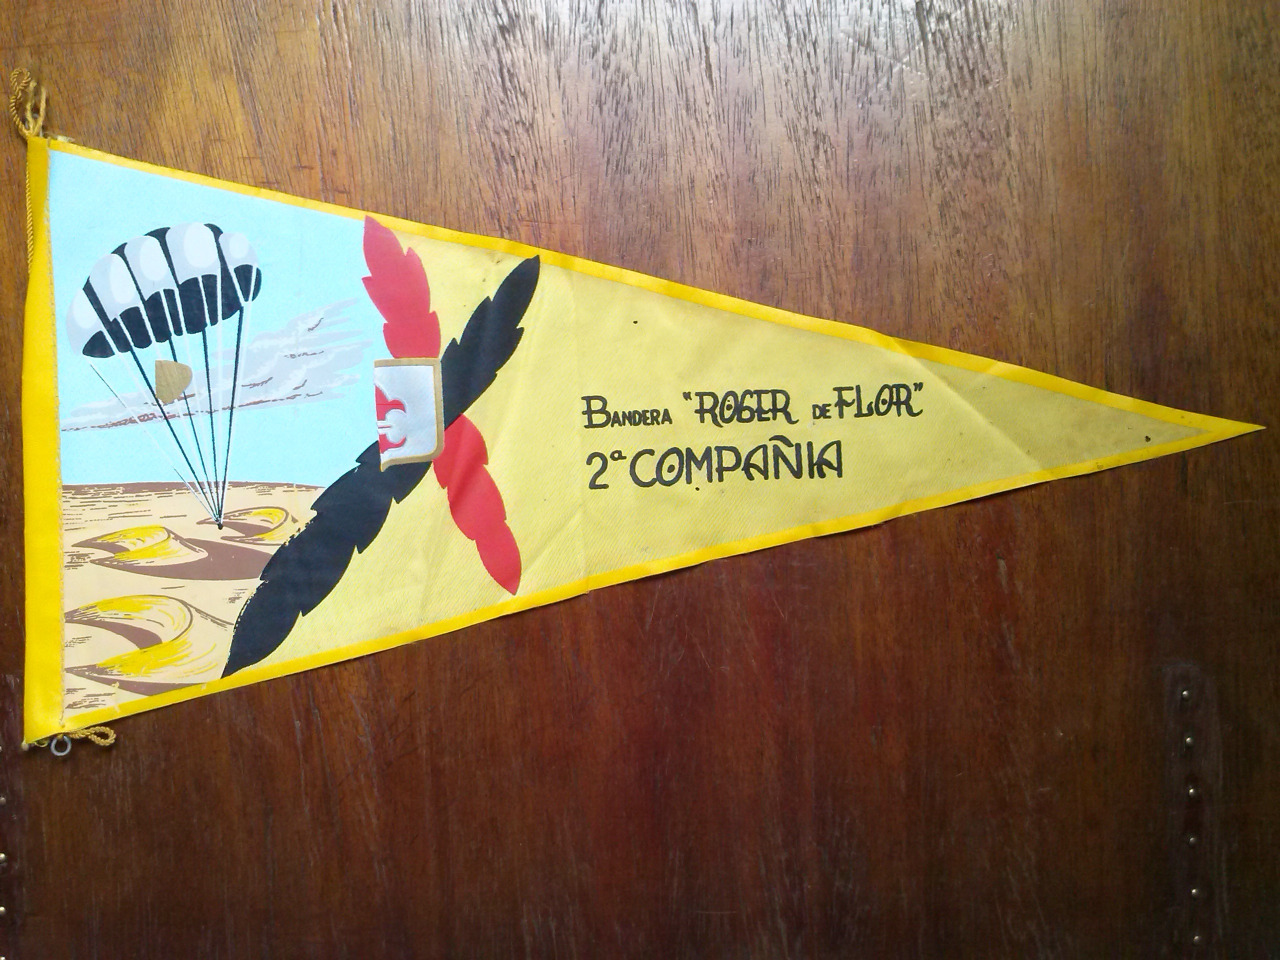 BANDERA "ROGER DE FLOR"
2ª COMPAÑIA